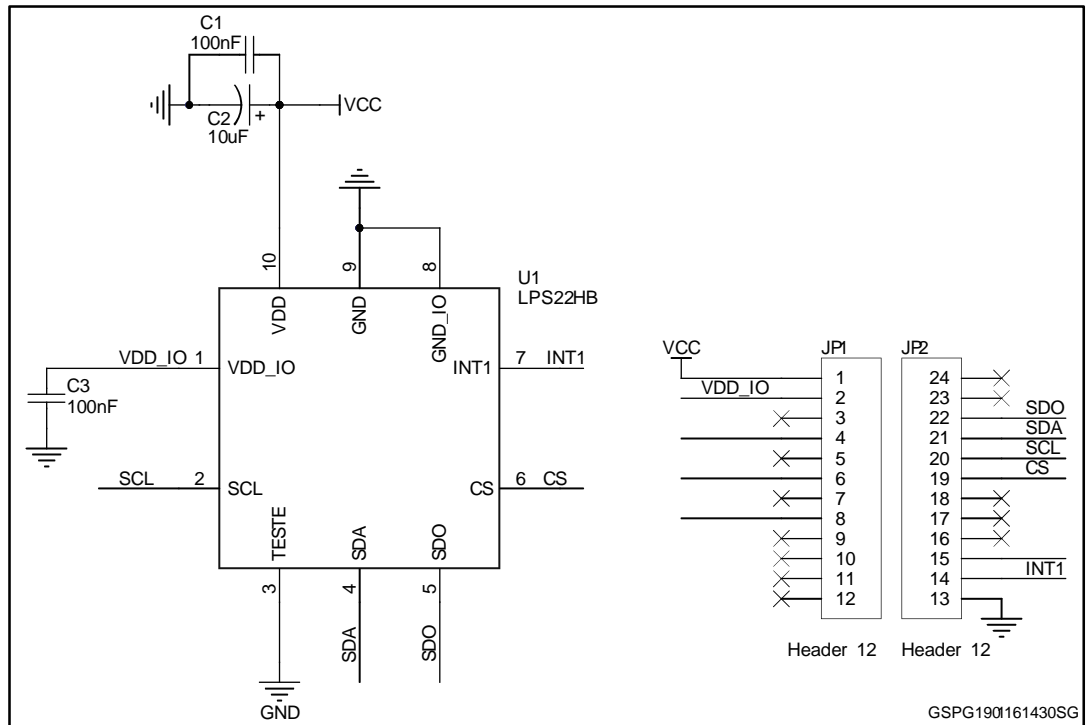 C1
100nF
VCC
C2
+
10uF
10
9
8
U1
LPS22HB
VDD
GND
GND_IO
VDD_IO 1
VDD_IO
INT1
7 INT1
C3
100nF
SCL 2
SCL
CS
6 CS
TESTE
SDA
SDO
3
4
5
SDA
SDO
GND
VCC
JP1
JP2
1
VDD_IO 2
3
4
5
6
7
8
9
10
11
12
24
23
22 SDO
21 SDA
20 SCL
19 CS
18
17
16
15
14 INT1
13
Header 12
Header 12
GSPG1901161430SG